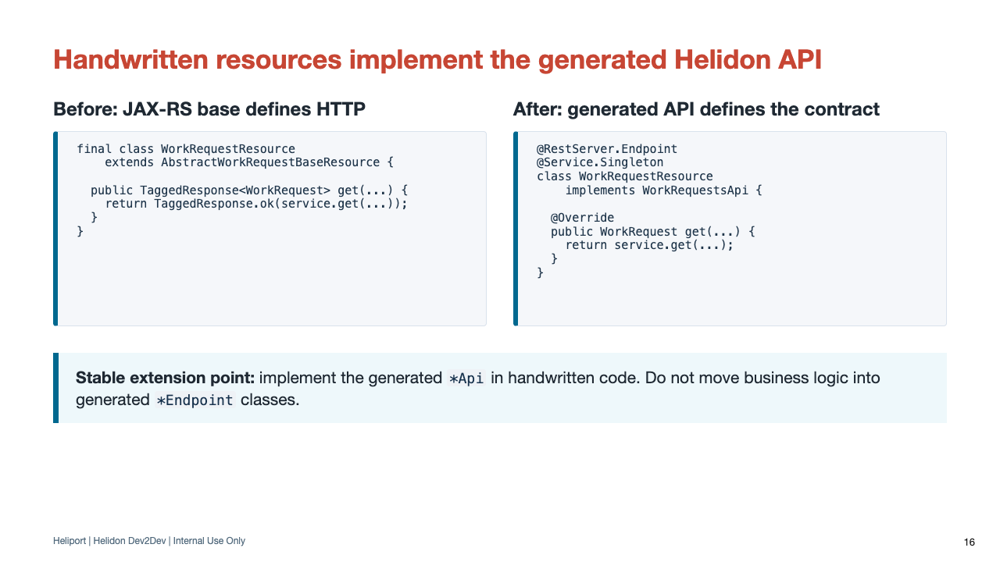 Handwritten resources implement the generated Helidon API
Before: JAX-RS base defines HTTP
final class WorkRequestResource
    extends AbstractWorkRequestBaseResource {

  public TaggedResponse<WorkRequest> get(...) {
    return TaggedResponse.ok(service.get(...));
  }
}
After: generated API defines the contract
@RestServer.Endpoint
@Service.Singleton
class WorkRequestResource
    implements WorkRequestsApi {

  @Override
  public WorkRequest get(...) {
    return service.get(...);
  }
}
Stable extension point: implement the generated *Api in handwritten code. Do not move business logic into
generated *Endpoint classes.
Heliport | Helidon Dev2Dev | Internal Use Only
16